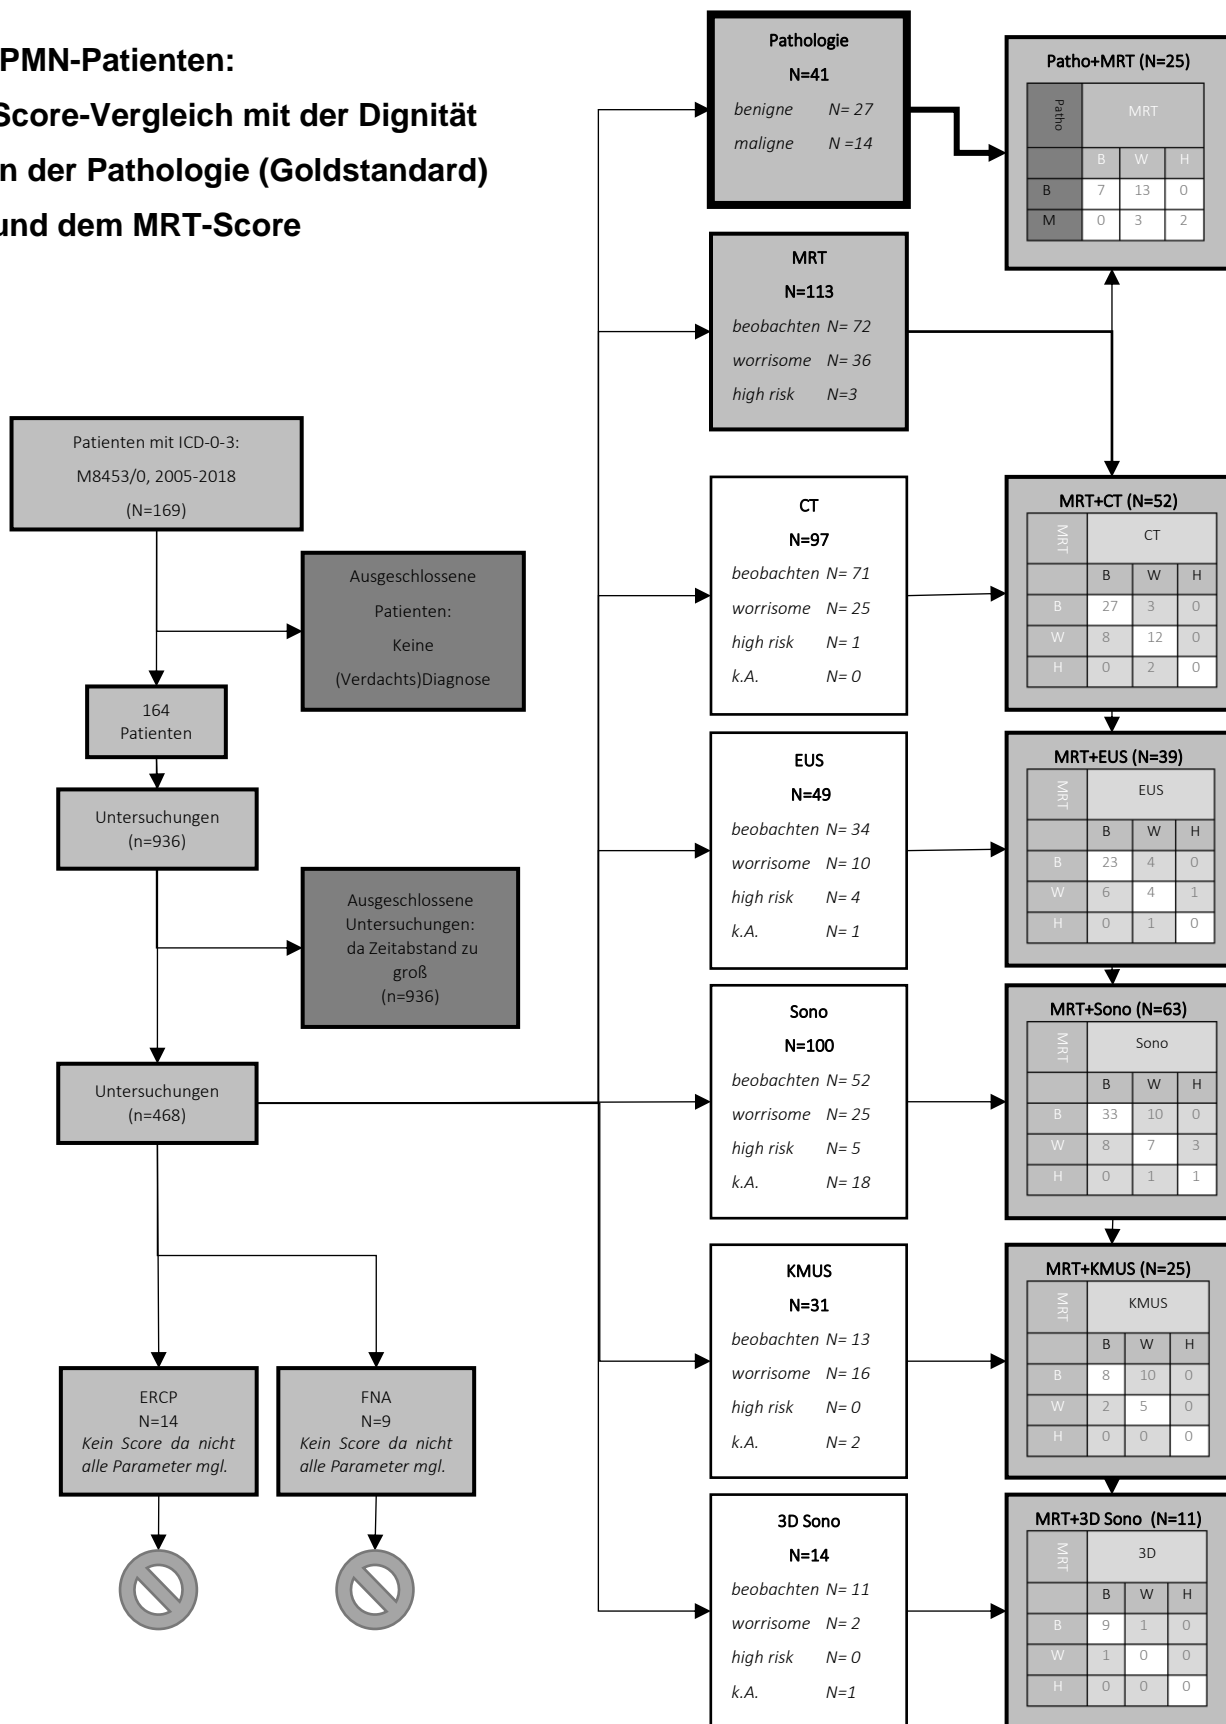 PMN-Patienten:
Score-Vergleich mit der Dignität
n der Pathologie (Goldstandard)
und dem MRT-Score
Patienten mit ICD-0-3:
M8453/0, 2005-2018
(N=169)
Ausgeschlossene
Patienten:
Keine
(Verdachts)Diagnose
164
Patienten
Untersuchungen
(n=936)
Ausgeschlossene
Untersuchungen:
da Zeitabstand zu
groß
(n=936)
Untersuchungen
(n=468)
ERCP
N=14
Kein Score da nicht
alle Parameter mgl.
FNA
N=9
Kein Score da nicht
alle Parameter mgl.
Pathologie
N=41
benigne N= 27
maligne N =14
MRT
N=113
beobachten N= 72
worrisome N= 36
high risk N=3
CT
N=97
beobachten N= 71
worrisome N= 25
high risk N= 1
k.A. N= 0
EUS
N=49
beobachten N= 34
worrisome N= 10
high risk N= 4
k.A. N= 1
Sono
N=100
beobachten N= 52
worrisome N= 25
high risk N= 5
k.A. N= 18
KMUS
N=31
beobachten N= 13
worrisome N= 16
high risk N= 0
k.A. N= 2
3D Sono
N=14
beobachten N= 11
worrisome N= 2
high risk N= 0
k.A. N=1
Patho+MRT (N=25)
Patho MRT
B W H
B 7 13 0
M 0 3 2
MRT+CT (N=52)
MRT CT
B W H
B 27 3 0
W 8 12 0
H 0 2 0
MRT+EUS (N=39)
MRT EUS
B W H
B 23 4 0
W 6 4 1
H 0 1 0
MRT+Sono (N=63)
MRT Sono
B W H
B 33 10 0
W 8 7 3
H 0 1 1
MRT+KMUS (N=25)
MRT KMUS
B W H
B 8 10 0
W 2 5 0
H 0 0 0
MRT+3D Sono (N=11)
MRT 3D
B W H
B 9 1 0
W 1 0 0
H 0 0 0